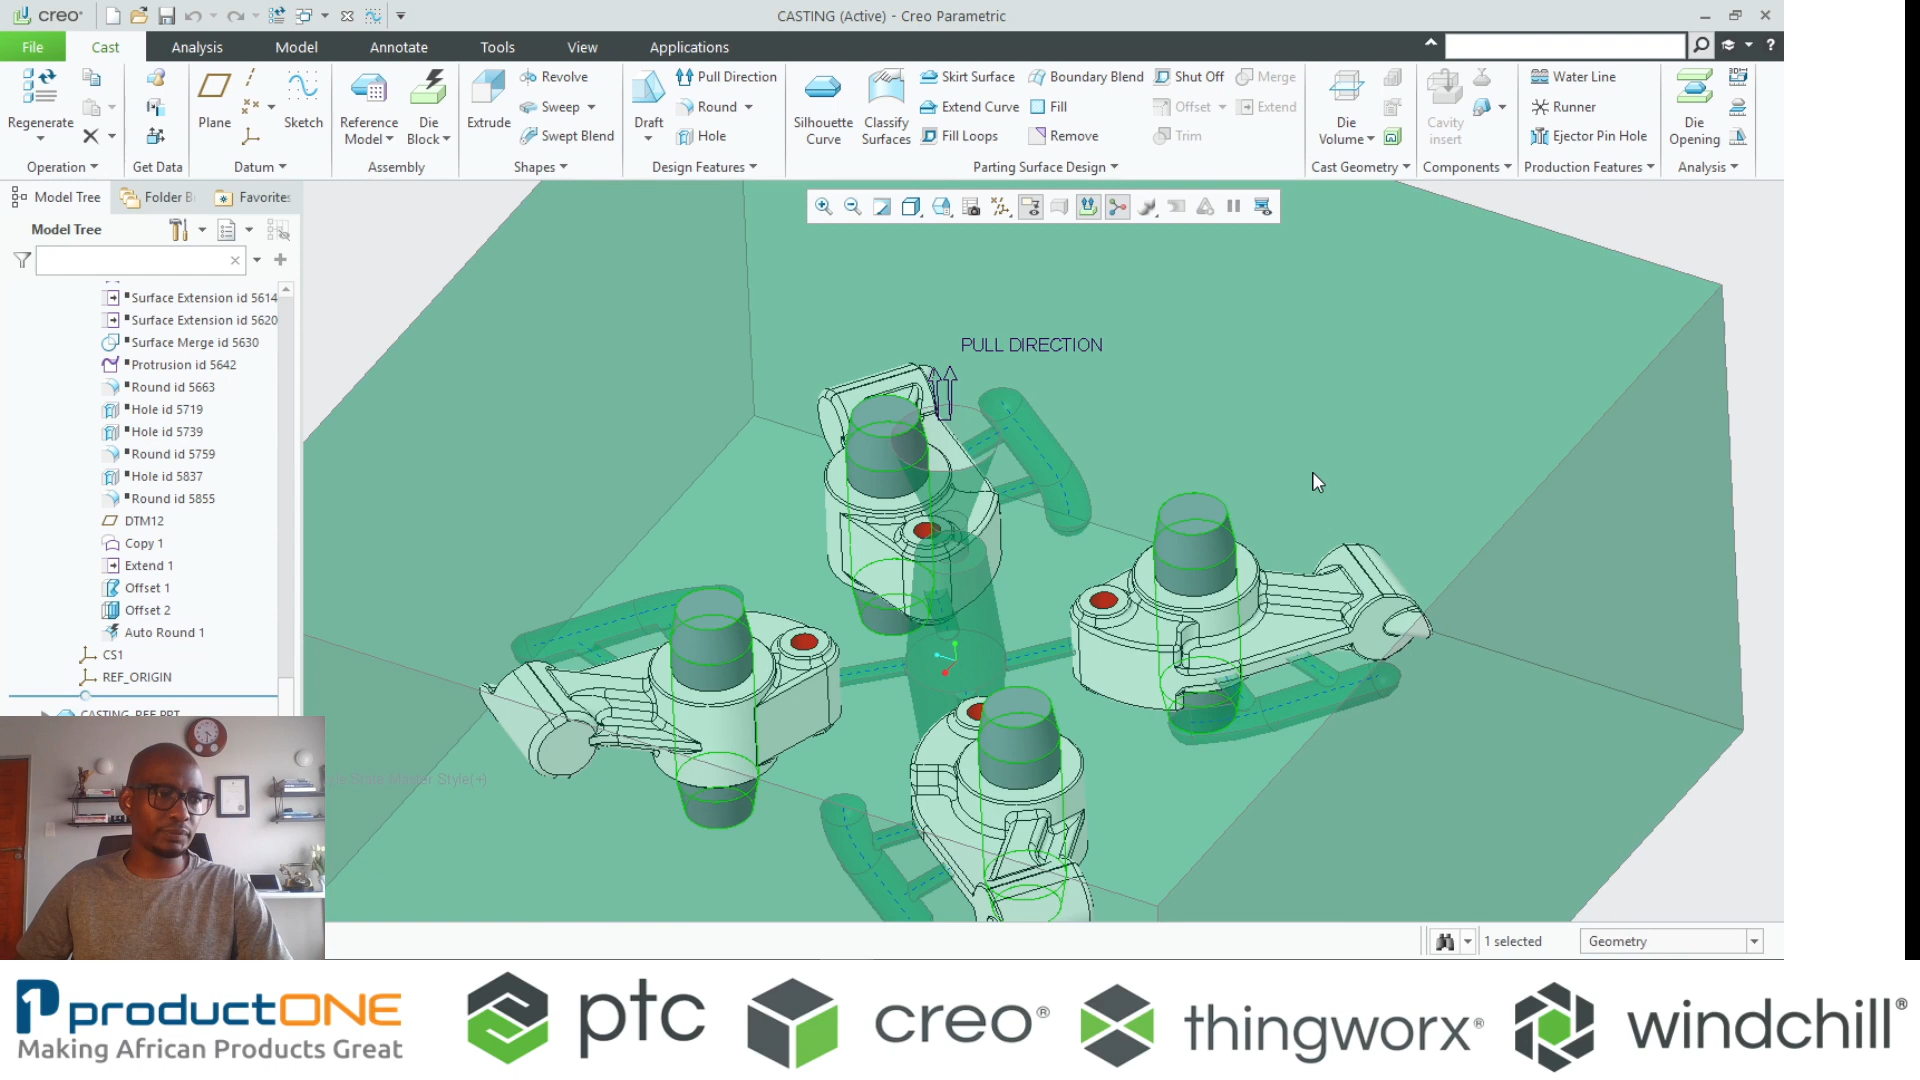 creo®
CASTING (Active) - Creo Parametric
File
Cast
Analysis
Model
Annotate
Tools
View
Applications
Regenerate
Operation
Get Data
Plane
Sketch
Datum
Reference
Model
Die
Block
Assembly
Extrude
Revolve
Sweep
Swept Blend
Shapes
Draft
Pull Direction
Round
Hole
Design Features
Silhouette
Curve
Classify
Surfaces
Skirt Surface
Extend Curve
Fill Loops
Boundary Blend
Fill
Remove
Shut Off
Offset
Trim
Merge
Extend
Parting Surface Design
Die
Volume
Cast Geometry
Cavity
insert
Components
Water Line
Runner
Ejector Pin Hole
Production Features
Die
Opening
Analysis
Model Tree
Folder B
Favorites
Model Tree
Surface Extension id 5614
Surface Extension id 5620
Surface Merge id 5630
Protrusion id 5642
Round id 5663
Hole id 5719
Hole id 5739
Round id 5759
Hole id 5837
Round id 5855
DTM12
Copy 1
Extend 1
Offset 1
Offset 2
Auto Round 1
CS1
REF_ORIGIN
CASTING_REF.PRT
PULL DIRECTION
State Master Style(+)
1 selected
Geometry
productONE
Making African Products Great
ptc
creo®
thingworx®
windchill®